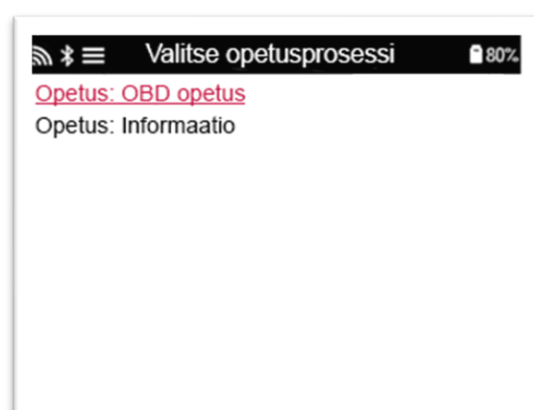 Valitse opetusprosessi 80%
Opetus: OBD opetus
Opetus: Informaatio